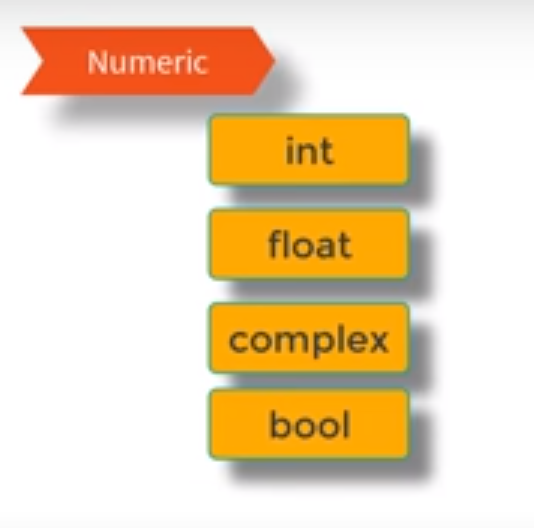 Numeric
int
float
complex
bool